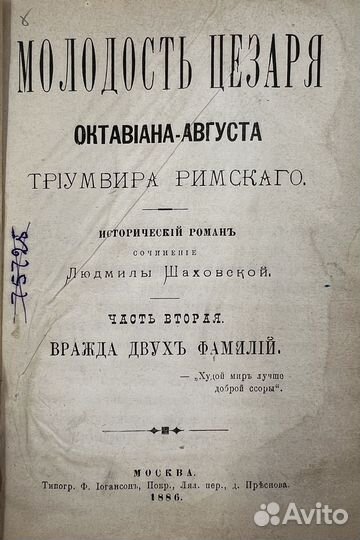 МОЛОДОСТЬ ЦЕЗАРЯ
ОКТАВІАНА-АВГУСТА
ТРІУМВИРА РИМСКАГО.
ИСТОРИЧЕСКІЙ РОМАНЪ
СОЧИНЕНІЕ
Людмилы Шаховской.
ЧАСТЬ ВТОРАЯ.
ВРАЖДА ДВУХЪ ФАМИЛІЙ.
— „Худой миръ лучше
доброй ссоры“.
75725
МОСКВА.
Типогр. Ф. Іогансонъ, Покр., Лял. пер., д. Прѣснова.
1886.
Avito